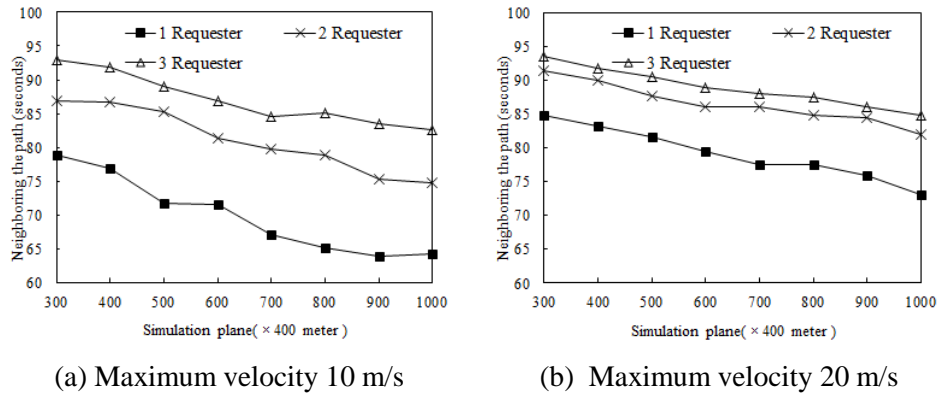 100
95
90
85
80
75
70
65
60
Neighboring the path (seconds)
1 Requester
2 Requester
3 Requester
300 400 500 600 700 800 900 1000
Simulation plane( × 400 meter )
(a) Maximum velocity 10 m/s
100
95
90
85
80
75
70
65
60
Neighboring the path (seconds)
1 Requester
2 Requester
3 Requester
300 400 500 600 700 800 900 1000
Simulation plane( × 400 meter )
(b) Maximum velocity 20 m/s